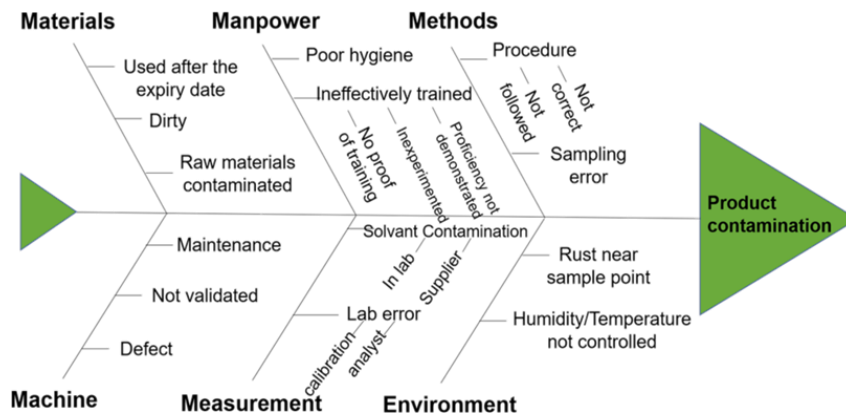 Materials
Manpower
Methods
Used after the
expiry date
Dirty
Raw materials
contaminated
Poor hygiene
Ineffectively trained
No proof
of training
Inexperimented
Proficiency not
demonstrated
Procedure
Not
followed
Not
correct
Sampling
error
Product
contamination
Maintenance
Not validated
Defect
Solvant Contamination
In lab
Supplier
Lab error
calibration
analyst
Rust near
sample point
Humidity/Temperature
not controlled
Machine
Measurement
Environment